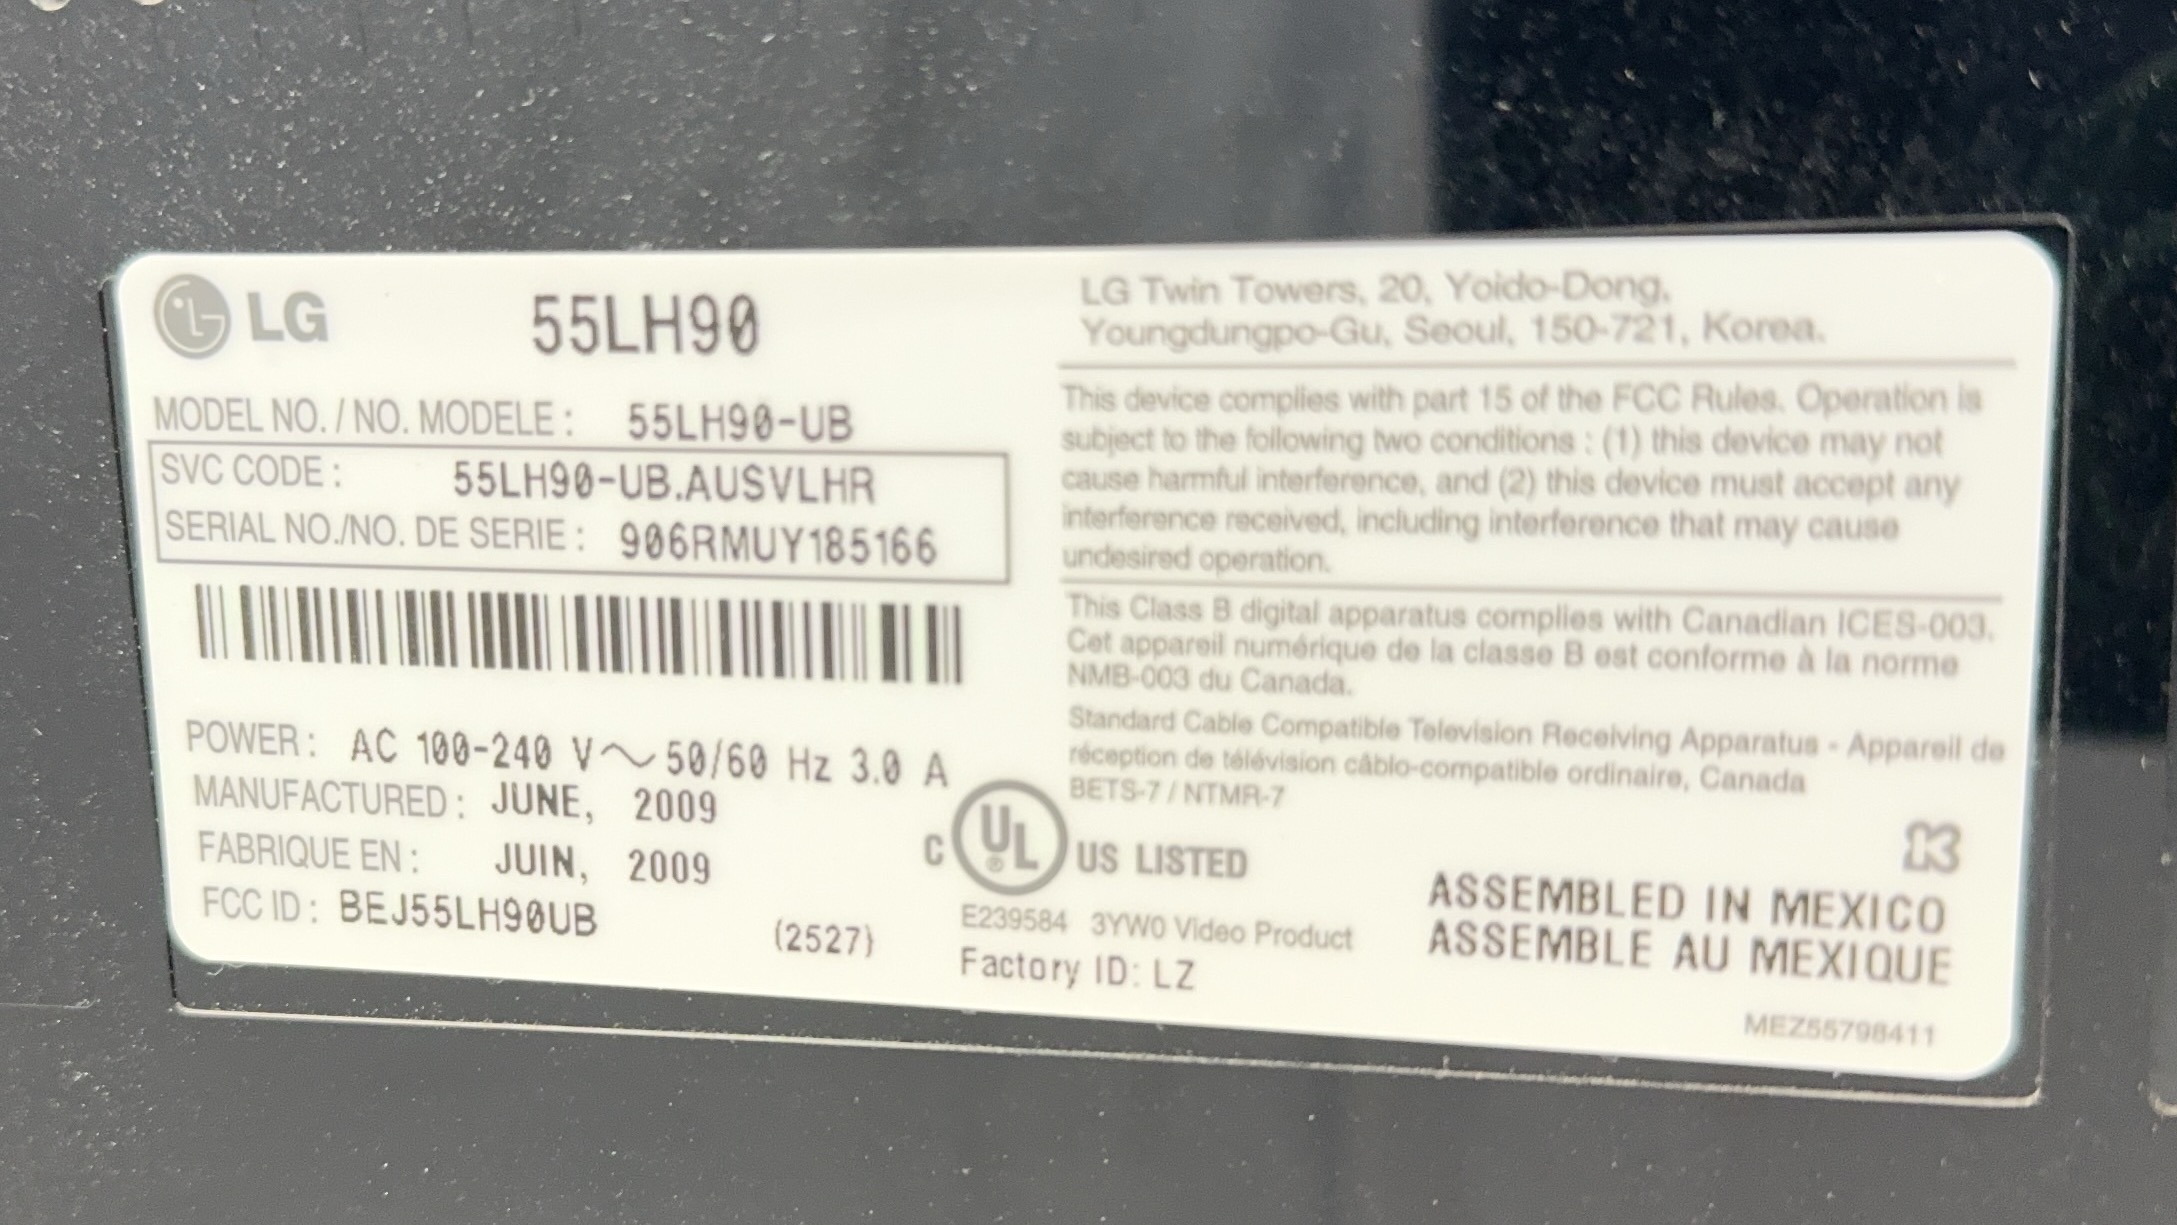 LG 55LH90
MODEL NO. / NO. MODELE : 55LH90-UB
SVC CODE : 55LH90-UB.AUSVLHR
SERIAL NO./NO. DE SERIE : 906RMUY185166
POWER : AC 100-240 V~50/60 Hz 3.0 A
MANUFACTURED : JUNE, 2009
FABRIQUE EN : JUIN, 2009
FCC ID : BEJ55LH90UB
(2527)
LG Twin Towers, 20, Yoido-Dong,
Youngdungpo-Gu, Seoul, 150-721, Korea.
This device complies with part 15 of the FCC Rules. Operation is
subject to the following two conditions : (1) this device may not
cause harmful interference, and (2) this device must accept any
interference received, including interference that may cause
undesired operation.
This Class B digital apparatus complies with Canadian ICES-003.
Cet appareil numérique de la classe B est conforme à la norme
NMB-003 du Canada.
Standard Cable Compatible Television Receiving Apparatus - Appareil de
réception de télévision câblo-compatible ordinaire, Canada
BETS-7 / NTMR-7
C UL ® US LISTED
E239584 3YW0 Video Product
Factory ID: LZ
ASSEMBLED IN MEXICO
ASSEMBLE AU MEXIQUE
MEZ55798411